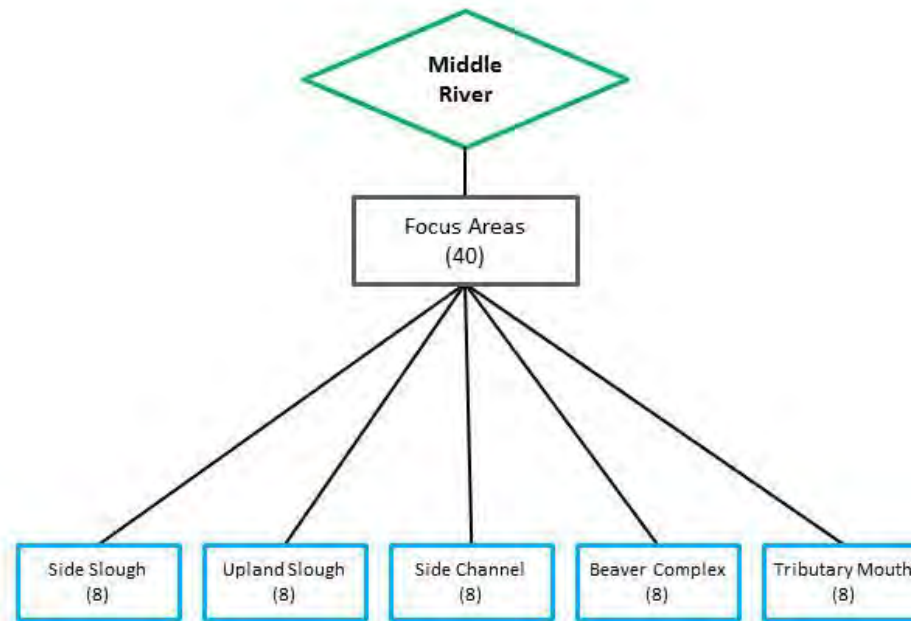 Middle
River
Focus Areas
(40)
Side Slough
(8)
Upland Slough
(8)
Side Channel
(8)
Beaver Complex
(8)
Tributary Mouth
(8)